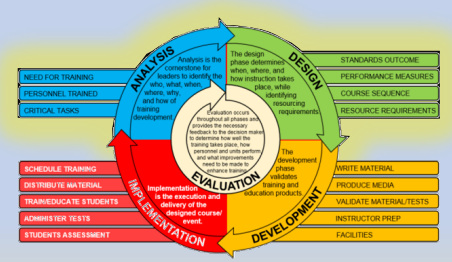 ANALYSIS
Analysis is the
cornerstone for
leaders to identify the
who, what, when,
where, why,
and how of
training
development.
NEED FOR TRAINING
PERSONNEL TRAINED
CRITICAL TASKS
DESIGN
The design
phase determines
when, where, and
how instruction takes
place, while
identifying
resourcing
requirements.
STANDARDS OUTCOME
PERFORMANCE MEASURES
COURSE SEQUENCE
RESOURCE REQUIREMENTS
Evaluation occurs
throughout all phases and
provides the necessary
feedback to the decision maker
to determine how well the
training takes place, how
personnel and units perform,
and what improvements
need to be made to
enhance training.
EVALUATION
SCHEDULE TRAINING
DISTRIBUTE MATERIAL
TRAIN/EDUCATE STUDENTS
ADMINISTER TESTS
STUDENTS ASSESSMENT
IMPLEMENTATION
Implementation
is the execution and
delivery of the
designed course/
event.
The
development
phase
validates
training and
education products.
DEVELOPMENT
WRITE MATERIAL
PRODUCE MEDIA
VALIDATE MATERIAL/TESTS
INSTRUCTOR PREP
FACILITIES